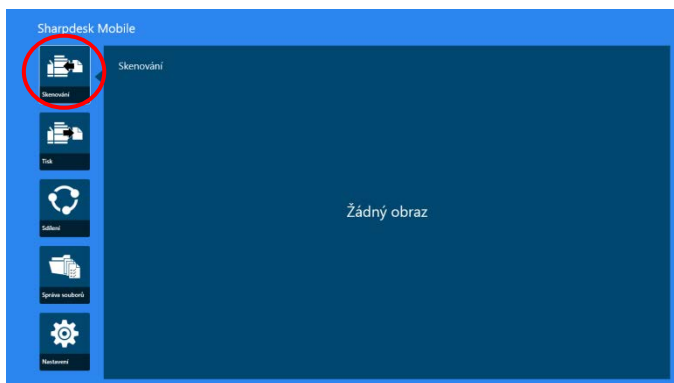 Sharpdesk Mobile
Skenování
Skenování
Tisk
Žádný obraz
Sdílení
Správa souborů
Nastavení